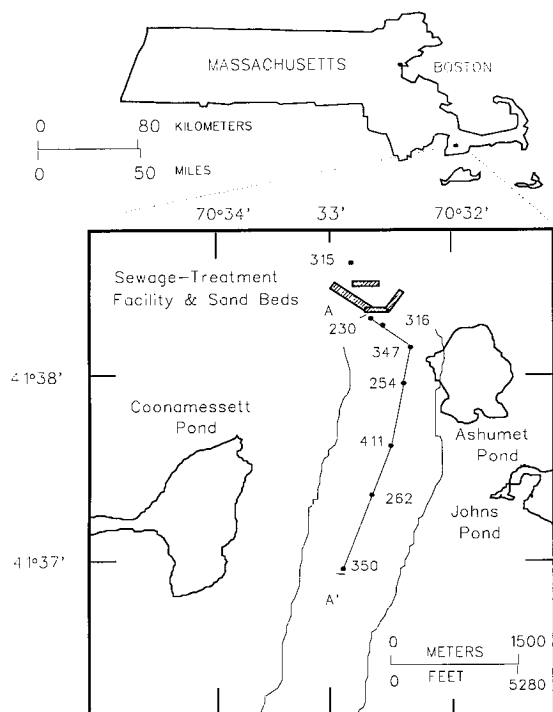 MASSACHUSETTS
BOSTON
0 80 KILOMETERS
0 50 MILES
70°34' 33' 70°32'
315
Sewage-Treatment
Facility & Sand Beds
A
230
316
347
41°38'
254
Coonamessett
Pond
411
Ashumet
Pond
262
Johns
Pond
41°37'
350
A'
0 1500
METERS
FEET
0 5280